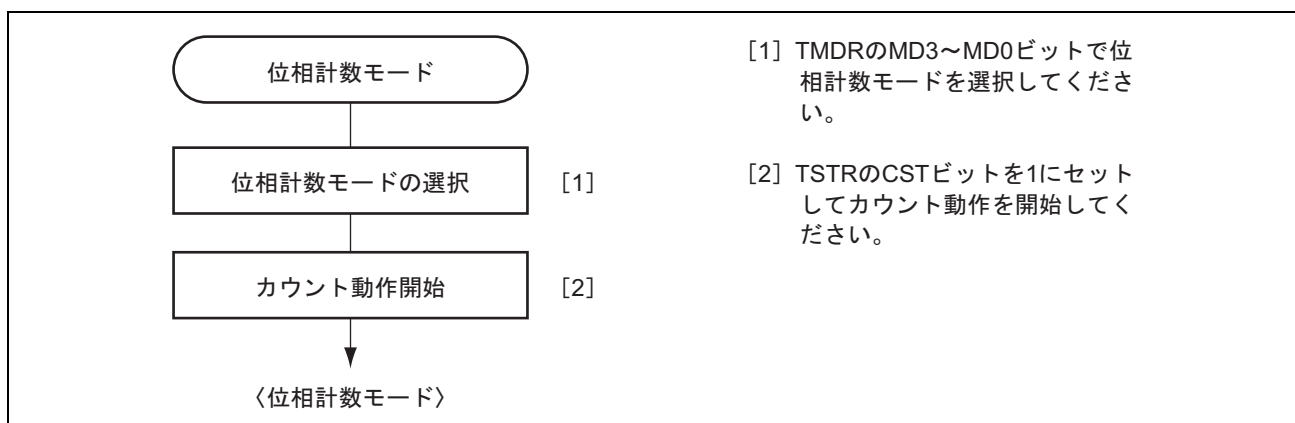 位相計数モード
位相計数モードの選択 [1]
カウント動作開始 [2]
〈位相計数モード〉
[1] TMDRのMD3～MD0ビットで位
相計数モードを選択してくださ
い。
[2] TSTRのCSTビットを1にセット
してカウント動作を開始してく
ださい。